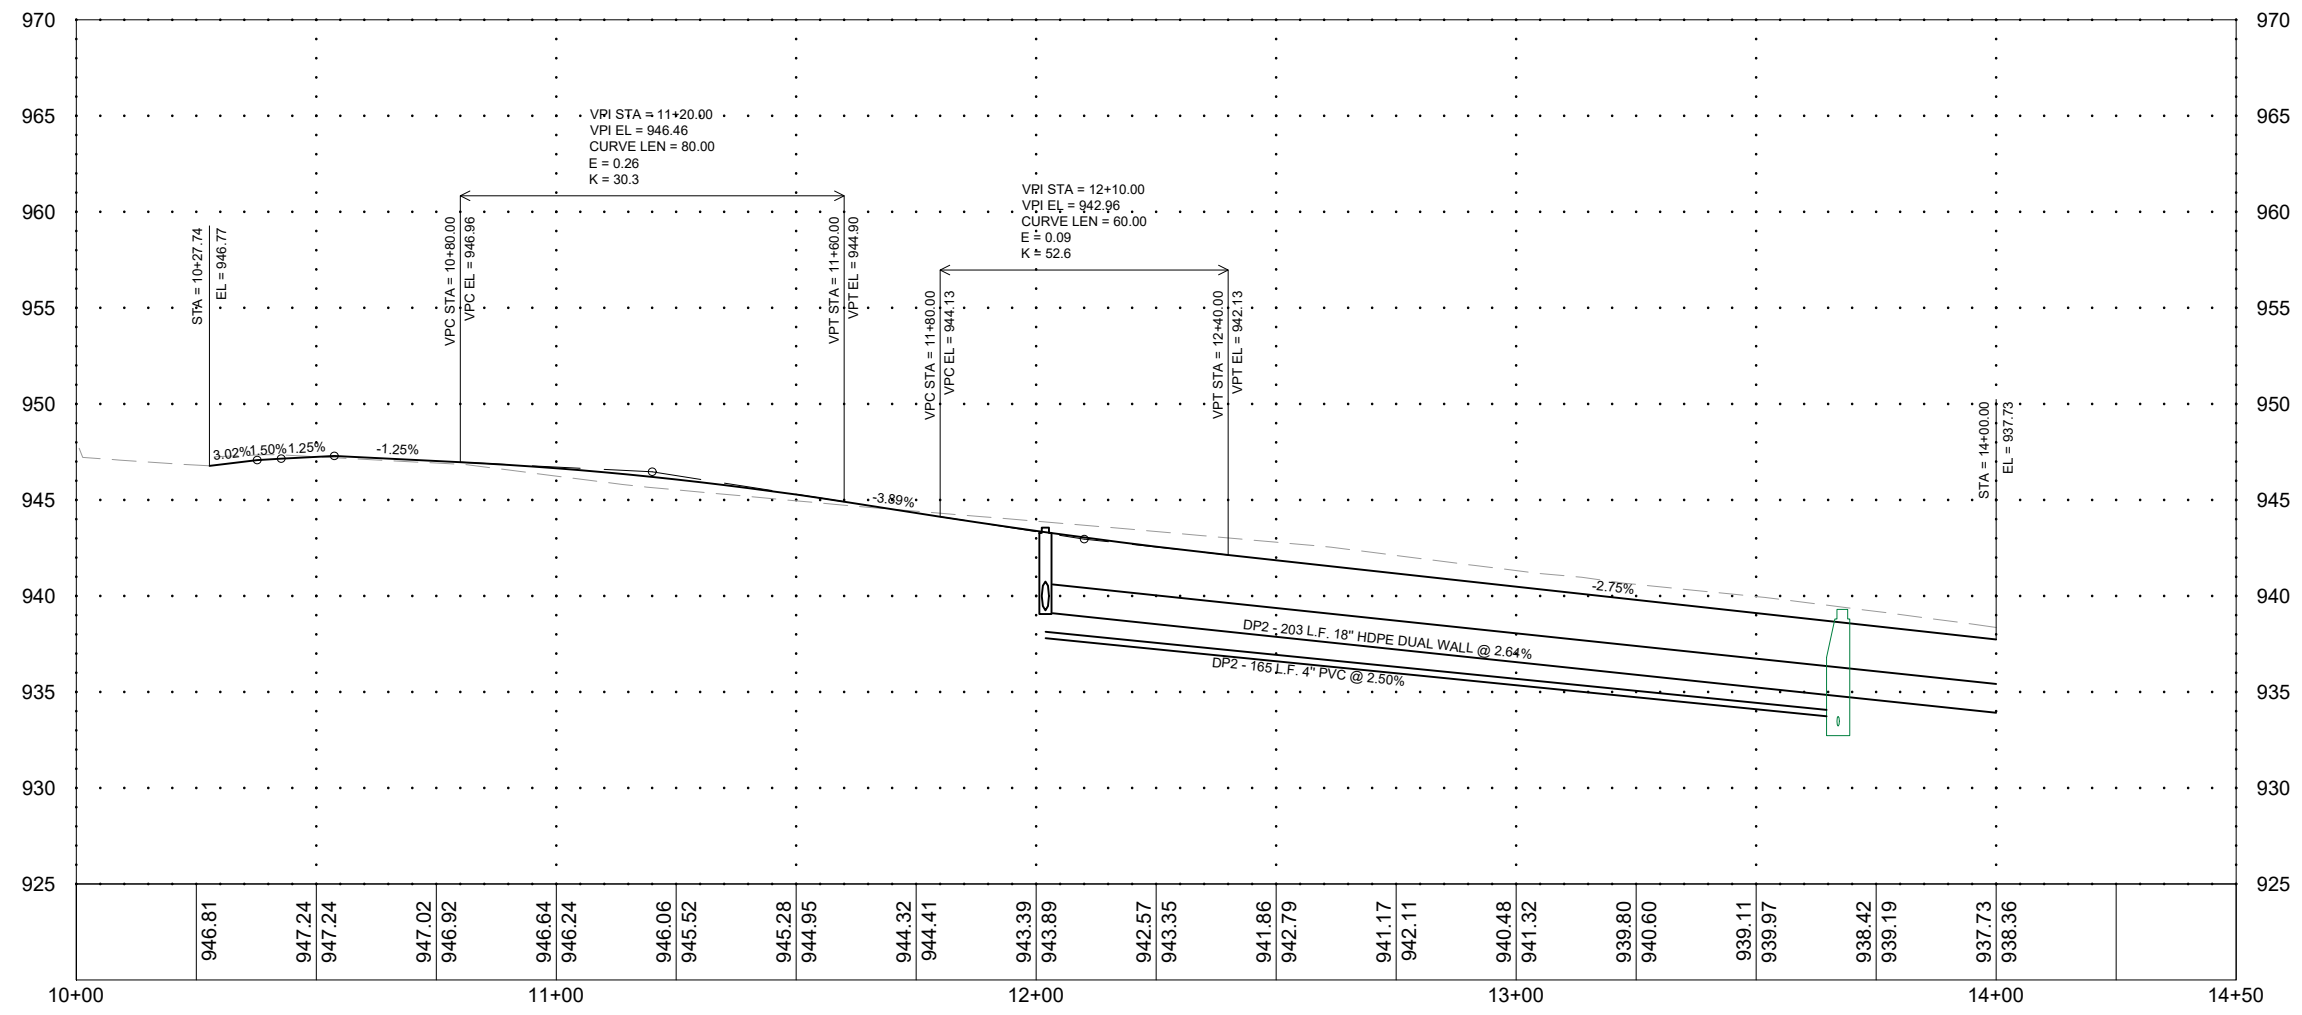 970
970
965
965
960
960
955
955
950
950
945
945
940
940
935
935
930
930
925
925
VPI STA = 11+20.00
VPI EL = 946.46
CURVE LEN = 80.00
E = 0.26
K = 30.3
VPI STA = 12+10.00
VPI EL = 942.96
CURVE LEN = 60.00
E = 0.09
K = 52.6
STA = 10+27.74
EL = 946.77
VPC STA = 10+80.00
VPC EL = 946.96
VPT STA = 11+60.00
VPT EL = 944.90
VPC STA = 11+80.00
VPC EL = 944.13
VPT STA = 12+40.00
VPT EL = 942.13
STA = 14+00.00
EL = 937.73
3.02%
1.50%
1.25%
-1.25%
-3.89%
-2.75%
DP2 - 203 L.F. 18" HDPE DUAL WALL @ 2.64%
DP2 - 165 L.F. 4" PVC @ 2.50%
946.81
947.24
947.24
947.02
946.92
946.64
946.24
946.06
945.52
945.28
944.95
944.32
944.41
943.39
943.89
942.57
943.35
941.86
942.79
941.17
942.11
940.48
941.32
939.80
940.60
939.11
939.97
938.42
939.19
937.73
938.36
10+00
11+00
12+00
13+00
14+00
14+50